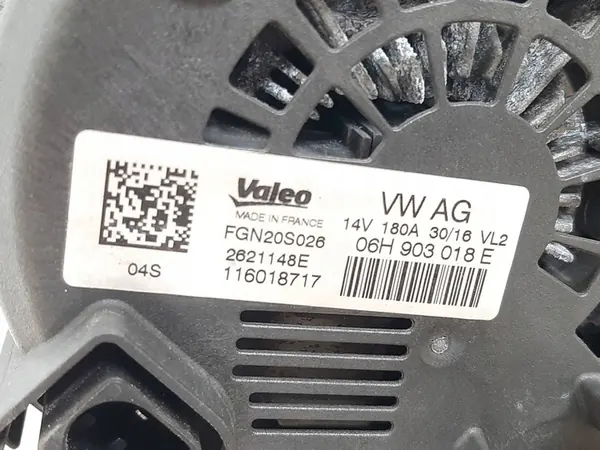 Valeo
MADE IN FRANCE
FGN20S026
2621148E
116018717
04S
VW AG
14V 180A 30/16 VL2
06H 903 018 E